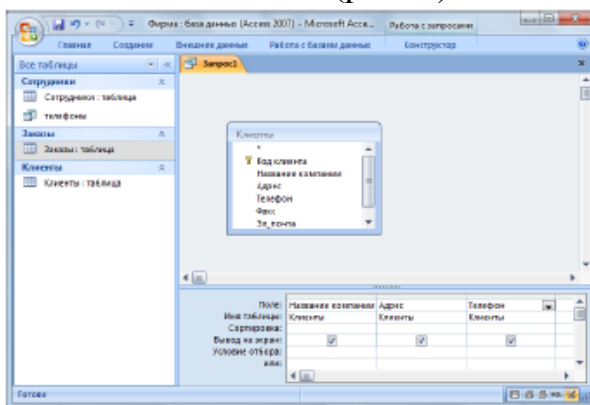 Фирма : база данных (Access 2007) - Microsoft Acce...
Работа с запросами
Главная Создание Внешние данные Работа с базами данных Конструктор
Все таблицы
Запрос1
Сотрудники
Сотрудники : таблица
телефоны
Заказы
Заказы : таблица
Клиенты
Клиенты : таблица
Клиенты
*
Код клиента
Название компании
Адрес
Телефон
Факс
Эл_почта
Поле: Название компании Адрес Телефон
Имя таблицы: Клиенты Клиенты Клиенты
Сортировка:
Вывод на экран:
Условие отбора:
или:
Готово